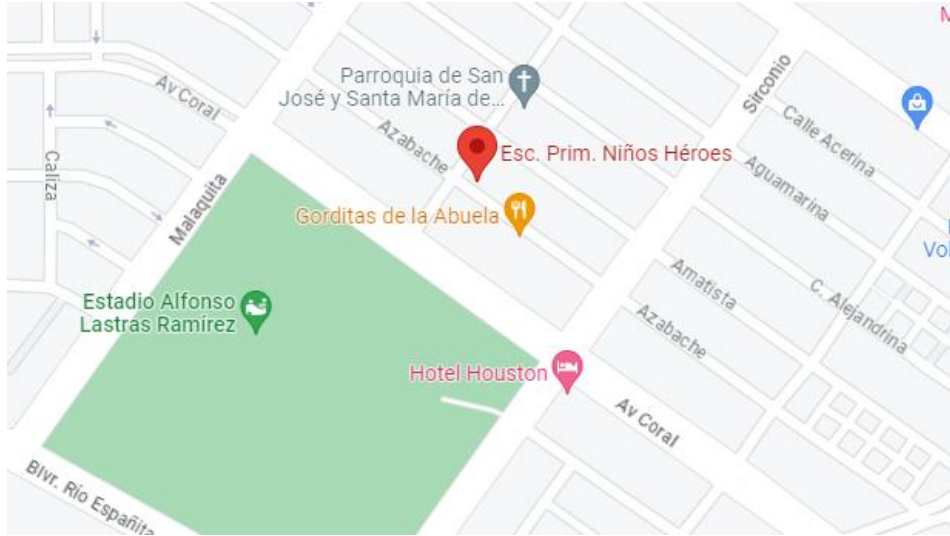 M
Sirconio
Parroquia de San
José y Santa María de...
Av Coral
Azabache
Calle Acerina
Esc. Prim. Niños Héroes
Caliza
Aguamarina
Malaquita
Gorditas de la Abuela
Vol
Amatista
C. Alejandrina
Estadio Alfonso
Lastras Ramírez
Azabache
Hotel Houston
Av Coral
Blvr. Río Españita